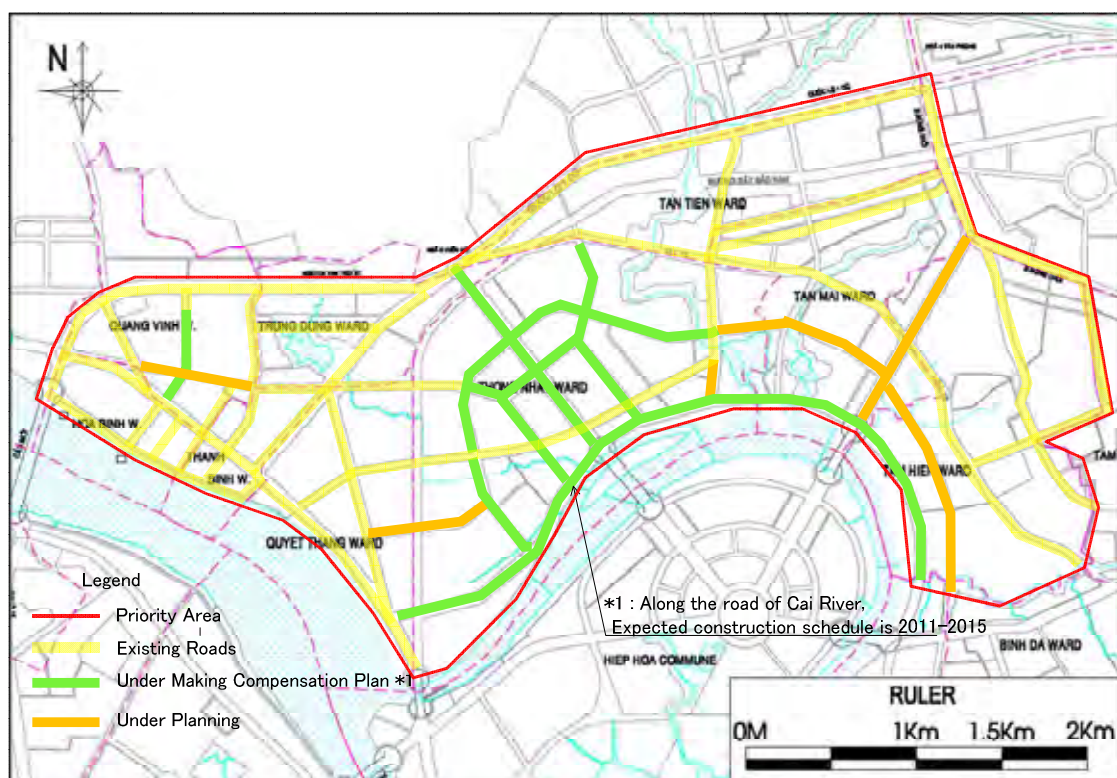 N
TAN TIEN WARD
TAN MAI WARD
QUANG VINH W.
TRUNG DUNG WARD
THONG NHAT WARD
HOA BINH W.
THANH
BINH W.
TAM HIEN WARD
TAM
QUYET THANG WARD
Legend
Priority Area
Existing Roads
Under Making Compensation Plan *1
Under Planning
*1 : Along the road of Cai River,
Expected construction schedule is 2011-2015
HIEP HOA COMMUNE
BINH DA WARD
RULER
0M 1Km 1.5Km 2Km